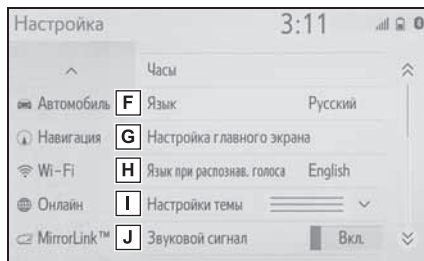 Настройка 3:11 0
Часы
Автомобиль F Язык Русский
Навигация G Настройка главного экрана
Wi-Fi H Язык при распознав. голоса English
Онлайн I Настройки темы
MirrorLink™ J Звуковой сигнал Вкл.